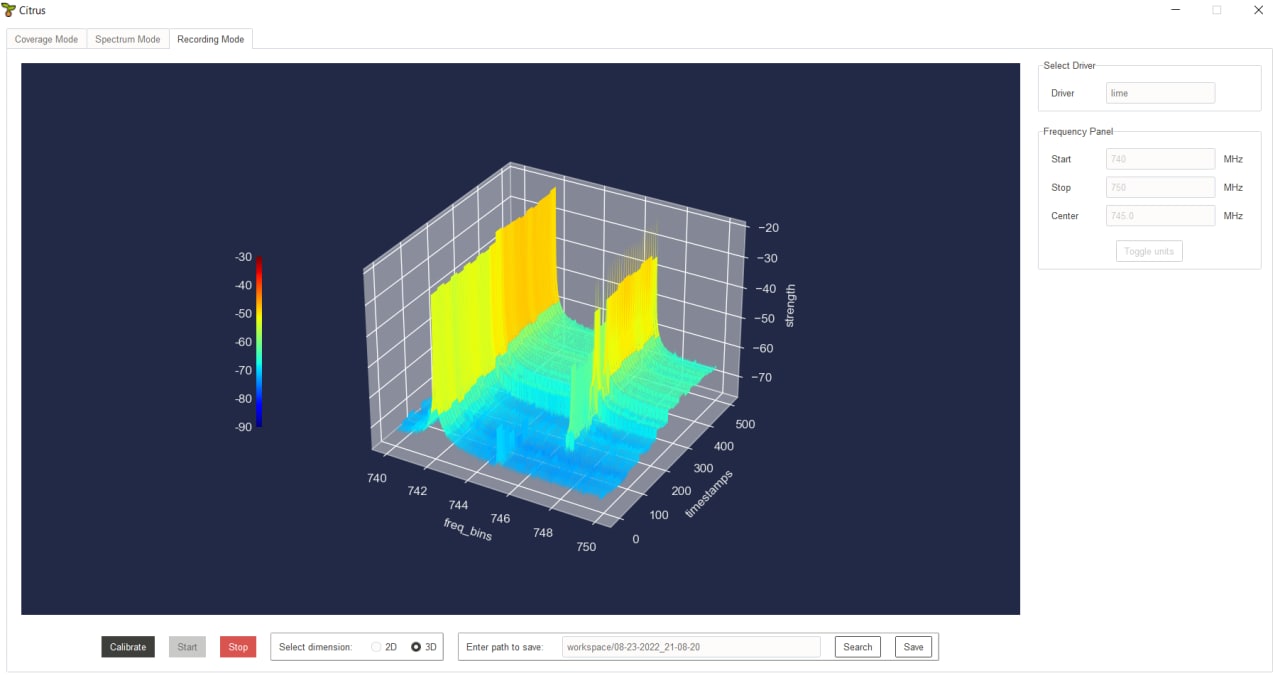 Citrus
Coverage Mode Spectrum Mode Recording Mode
Select Driver
Driver lime
Frequency Panel
Start 740 MHz
Stop 750 MHz
Center 745.0 MHz
Toggle units
-30
-40
-50
-60
-70
-80
-90
−20
−30
−40
−50
−60
−70
strength
740
742
744
746
748
750
freq_bins
0
100
200
300
400
500
timestamps
Calibrate Start Stop Select dimension: 2D 3D Enter path to save: workspace/08-23-2022_21-08-20 Search Save